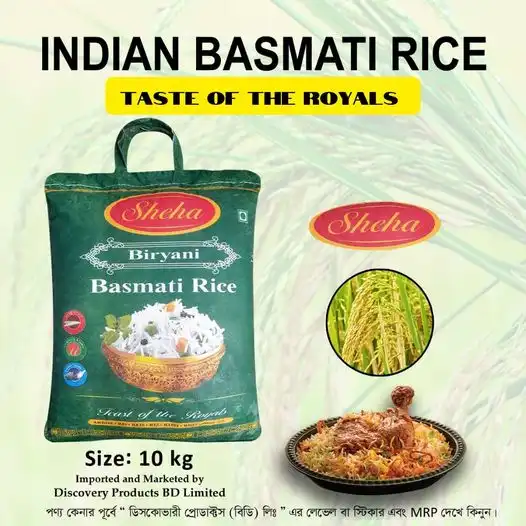 INDIAN BASMATI RICE
TASTE OF THE ROYALS
Sheha
Biryani
Basmati Rice
Feast of the Royals
Sheha
Size: 10 kg
Imported and Marketed by
Discovery Products BD Limited
পণ্য কেনার পূর্বে “ ডিসকোভারী প্রোডাক্টস (বিডি) লিঃ ” এর লেভেল বা স্টিকার এবং MRP দেখে কিনুন।